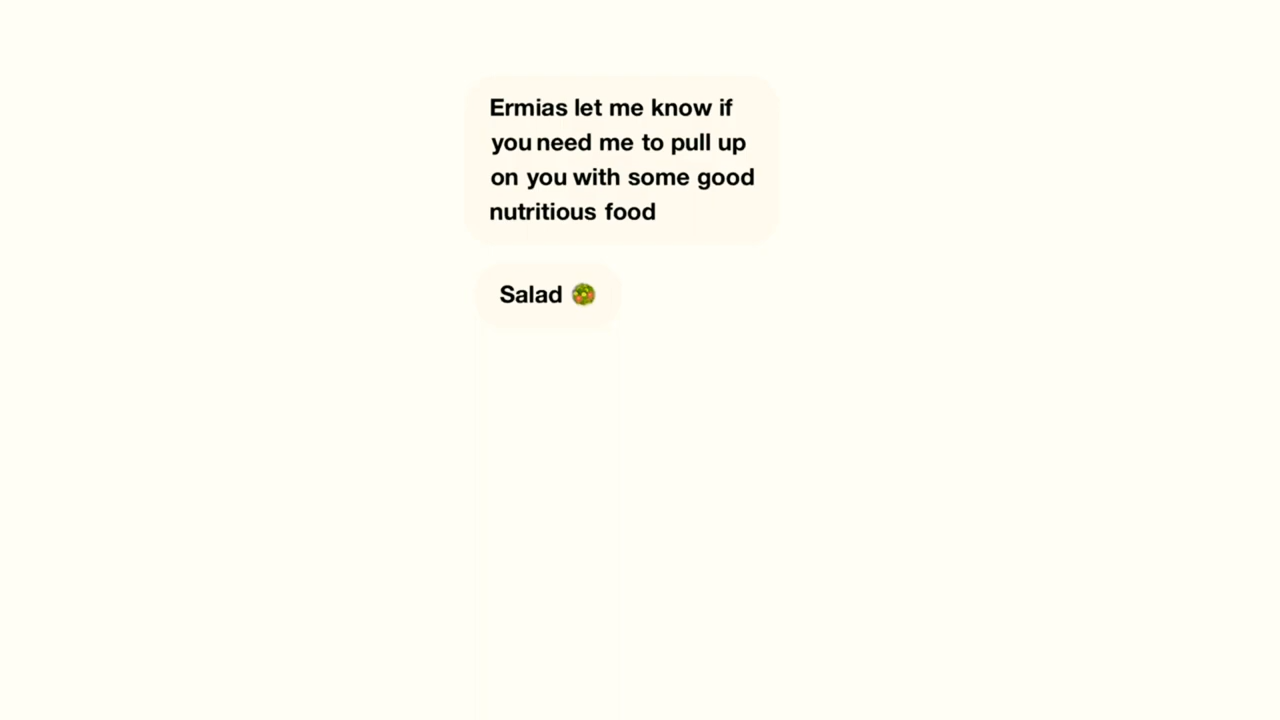 Ermias let me know if
you need me to pull up
on you with some good
nutritious food
Salad 🥗